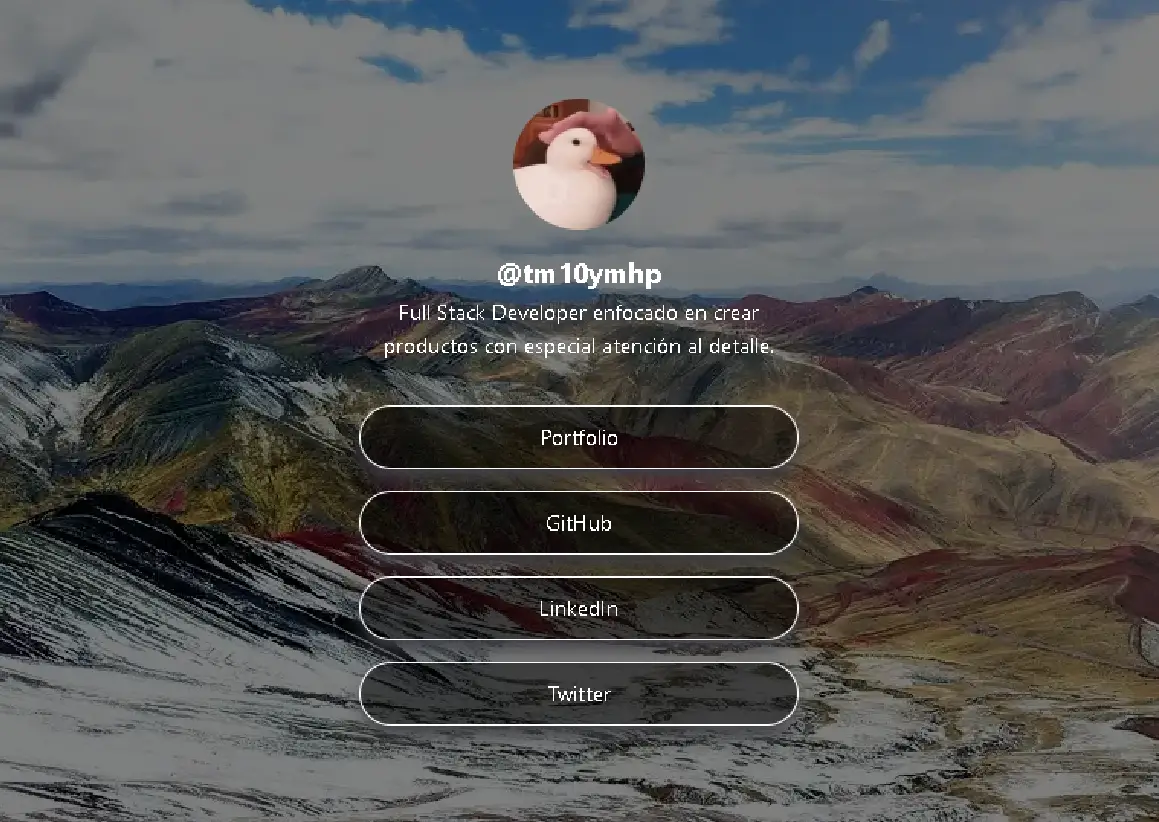 @tm10ymhp
Full Stack Developer enfocado en crear
productos con especial atención al detalle.
Portfolio
GitHub
LinkedIn
Twitter